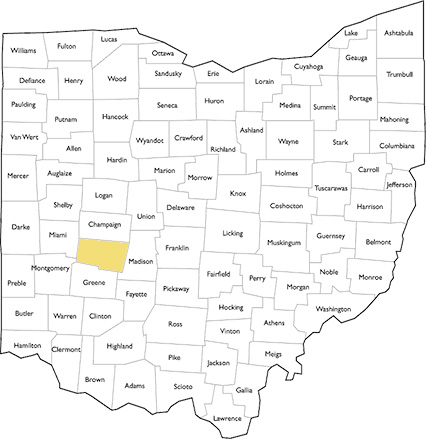 Lake
Ashtabula
Lucas
Fulton
Williams
Ottawa
Geauga
Cuyahoga
Wood
Sandusky
Erie
Trumbull
Defiance
Henry
Lorain
Portage
Paulding
Seneca
Huron
Medina
Summit
Hancock
Mahoning
Putnam
Van Wert
Ashland
Wyandot
Crawford
Wayne
Stark
Columbiana
Allen
Richland
Hardin
Carroll
Mercer
Auglaize
Marion
Morrow
Holmes
Jefferson
Tuscarawas
Logan
Knox
Shelby
Union
Delaware
Coshocton
Harrison
Champaign
Darke
Miami
Licking
Guernsey
Muskingum
Belmont
Franklin
Madison
Montgomery
Fairfield
Noble
Monroe
Preble
Greene
Perry
Fayette
Pickaway
Morgan
Hocking
Washington
Butler
Warren
Clinton
Ross
Athens
Vinton
Hamilton
Clermont
Highland
Meigs
Pike
Jackson
Brown
Adams
Scioto
Gallia
Lawrence